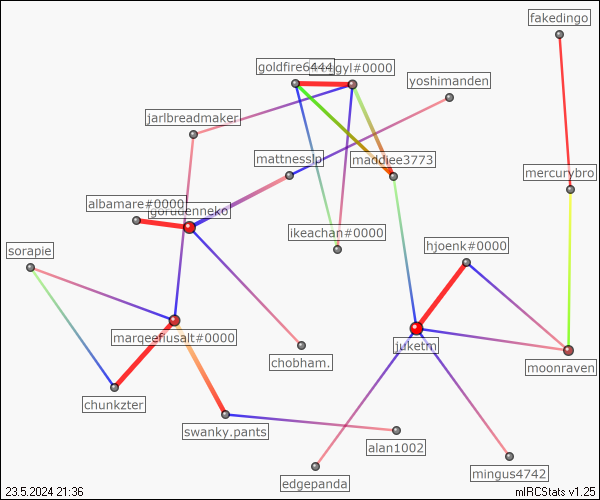 fakedingo
goldfire6444
gyl#0000
yoshimanden
jarlbreadmaker
mattnesslp
maddiee3773
mercurybro
albamare#0000
gorudenneko
ikeachan#0000
hjoenk#0000
sorapie
marqeefiusalt#0000
juketm
chobham.
moonraven
chunkzter
swanky.pants
alan1002
edgepanda
mingus4742
23.5.2024 21:36
mIRCStats v1.25